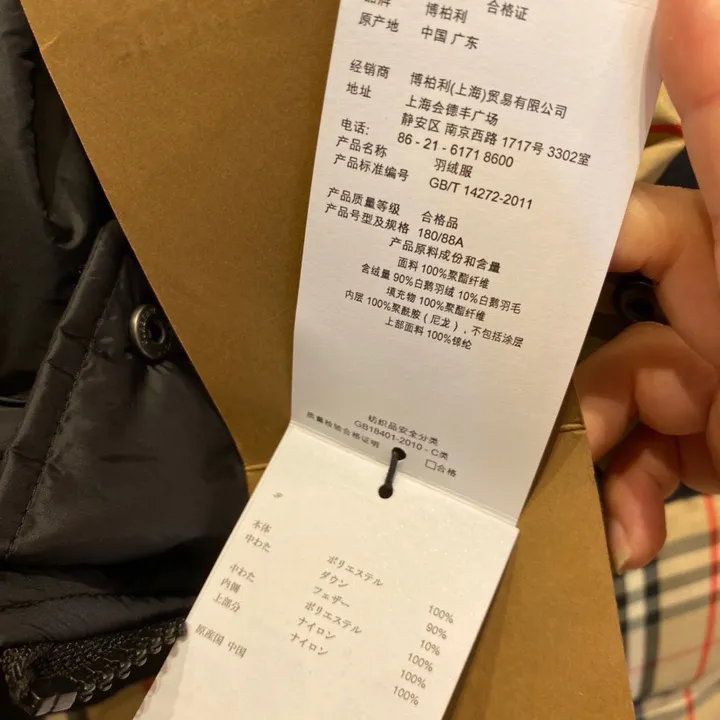 品牌 博柏利 合格证
原产地 中国 广东
经销商 博柏利(上海)贸易有限公司
地址 上海会德丰广场
静安区 南京西路 1717号 3302室
电话: 86 - 21 - 6171 8600
产品名称 羽绒服
产品标准编号 GB/T 14272-2011
产品质量等级 合格品
产品号型及规格 180/88A
产品原料成份和含量
面料 100%聚酯纤维
含绒量 90%白鹅羽绒 10%白鹅羽毛
填充物 100%聚酯纤维
内层 100%聚酰胺（尼龙），不包括涂层
上部面料 100%锦纶
纺织品安全分类
GB18401-2010 - C类
质量检验合格证明 合格
本体 ポリエステル 100%
中わた ダウン 90%
フェザー 10%
中わた ポリエステル 100%
内側 ナイロン 100%
上部分 ナイロン 100%
原産国 中国